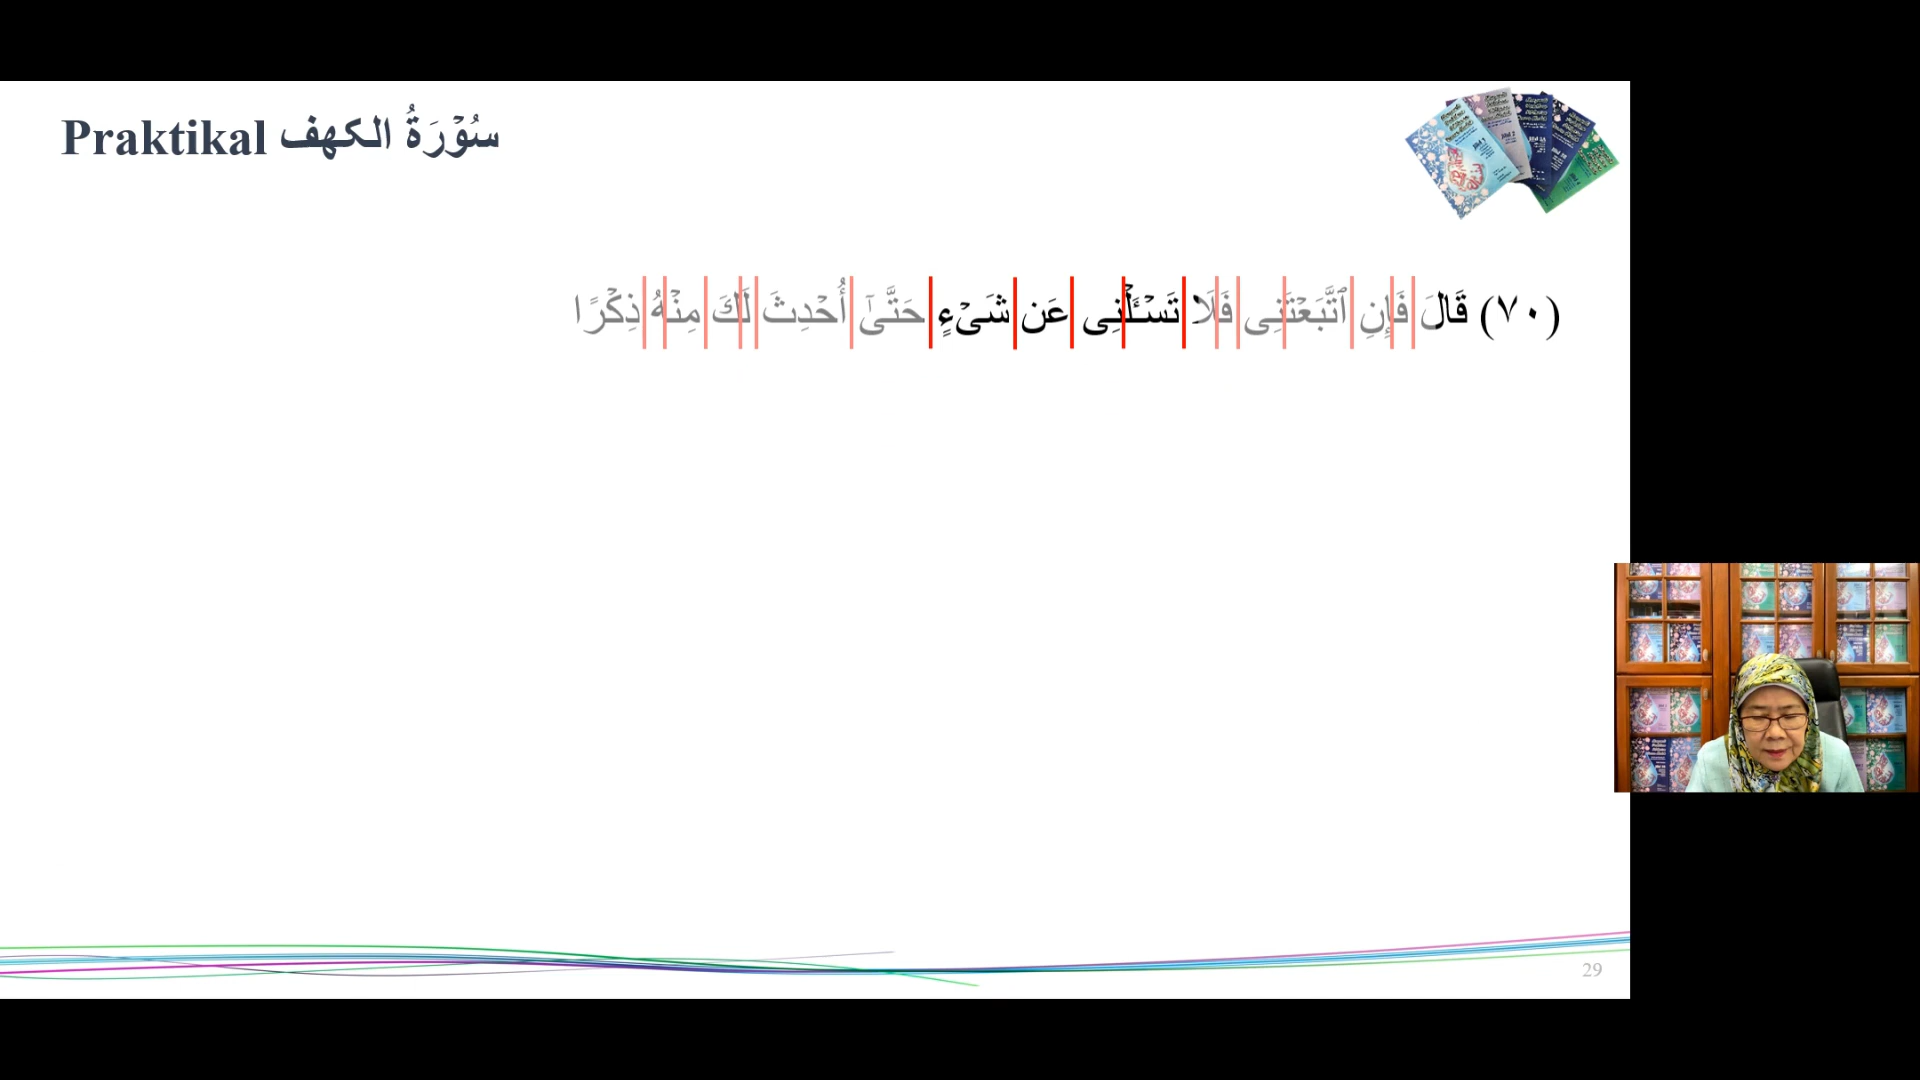 Praktikal سُوۡرَةُ الكهف
(٧٠) قَالَ فَإِنِ ٱتَّبَعۡتَنِى فَلَا تَسۡـَٔلۡنِى عَن شَىۡءٍ حَتَّىٰٓ أُحۡدِثَ لَكَ مِنۡهُ ذِكۡرًا
29